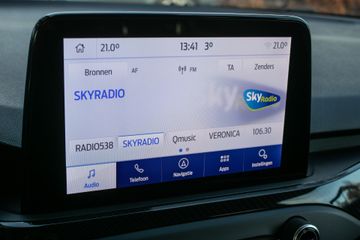 21.0° 13:41 3° 21.0°
Bronnen AF FM TA Zenders
SKYRADIO
Sky Radio
RADIO538 SKYRADIO Qmusic VERONICA 106.30
Audio Telefoon Navigatie Apps Instellingen